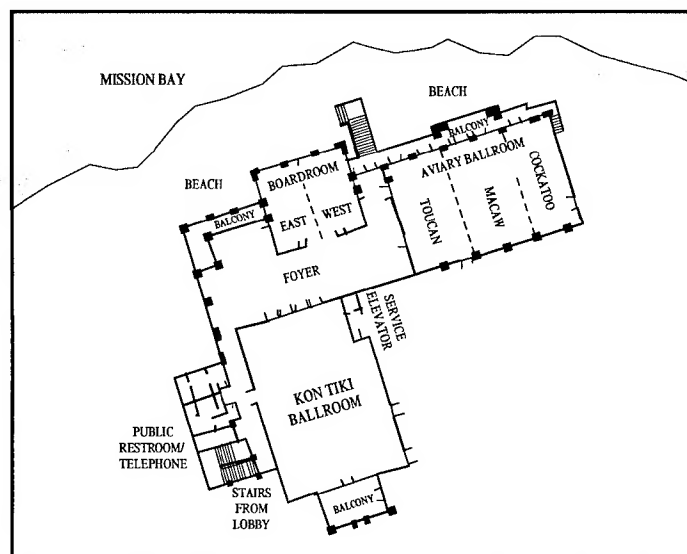 MISSION BAY
BEACH
BALCONY
AVIARY BALLROOM
COCKATOO
BOARDROOM
BEACH
EAST
WEST
TOUCAN
MACAW
BALCONY
FOYER
SERVICE
ELEVATOR
KON TIKI
BALLROOM
PUBLIC
RESTROOM/
TELEPHONE
STAIRS
FROM
LOBBY
BALCONY